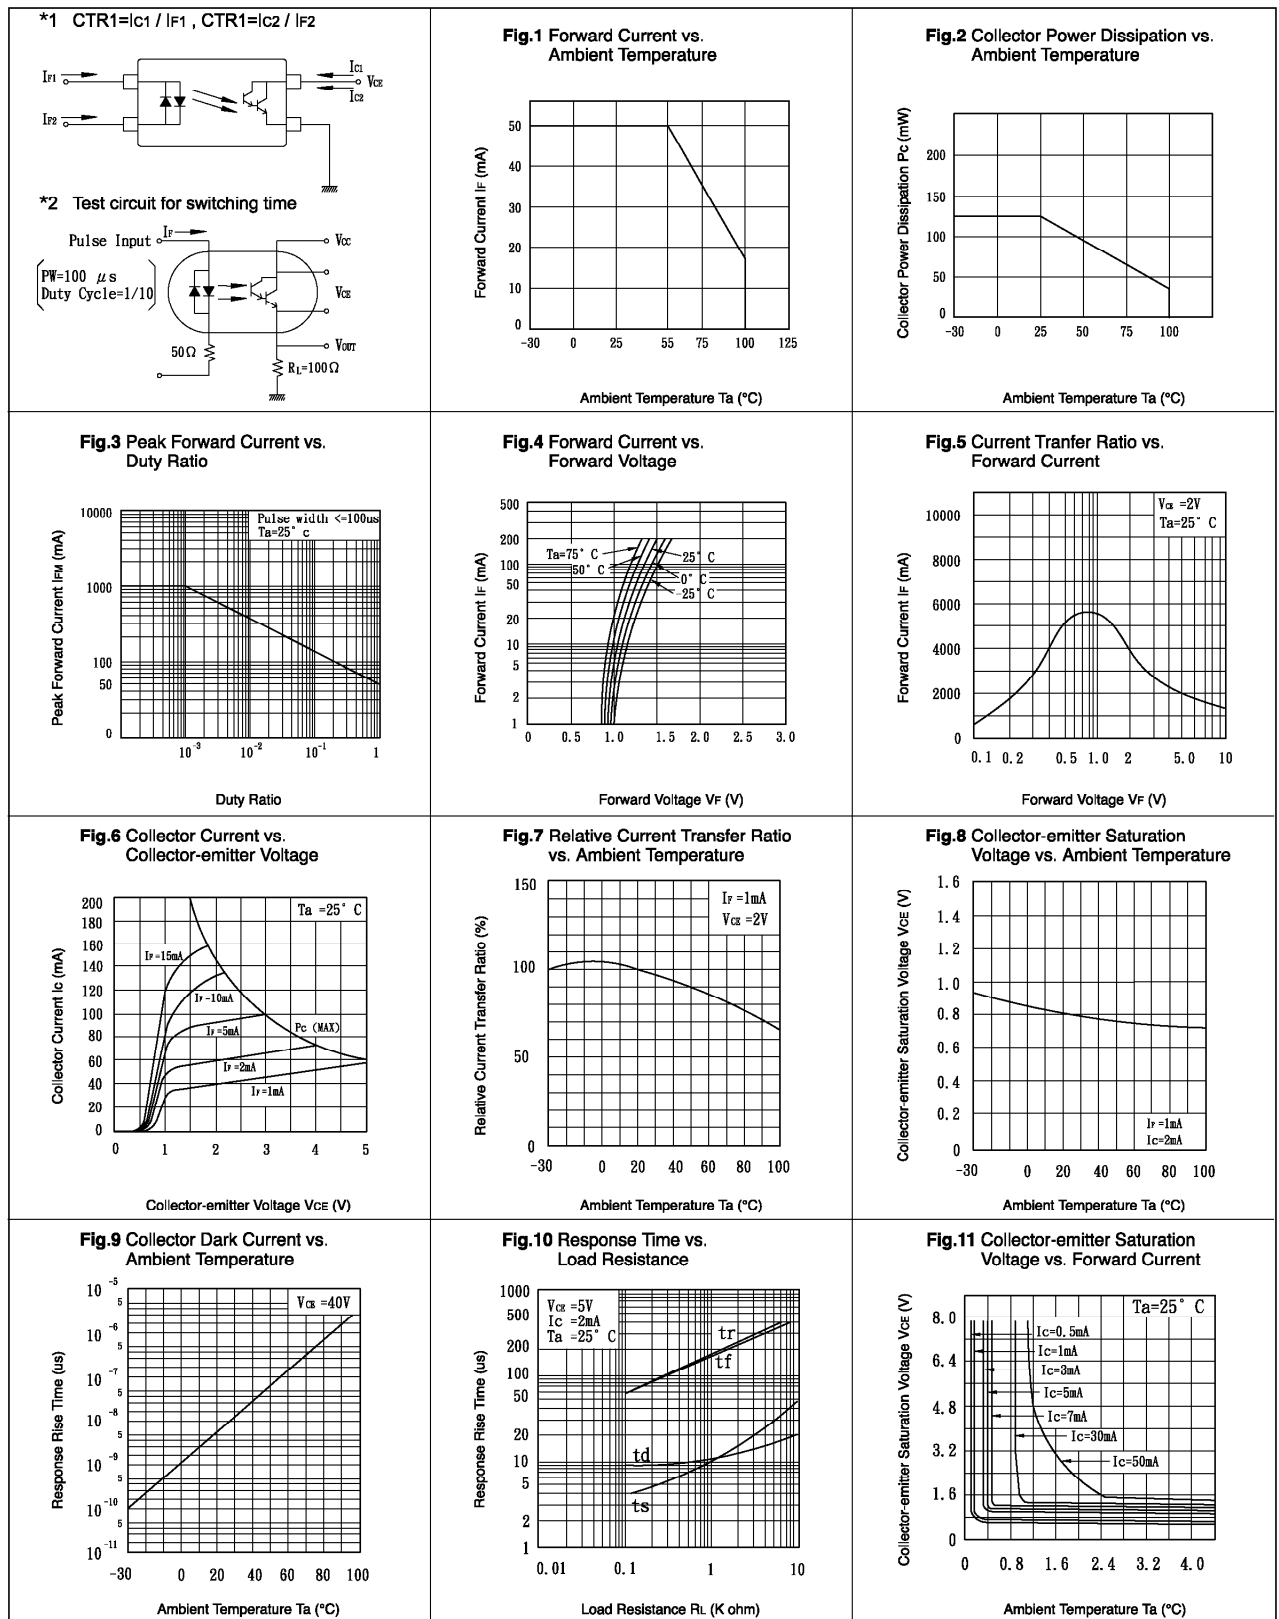 *1 CTR1=IC1 / IF1 , CTR1=IC2 / IF2
IF1
IF2
IC1
VCE
IC2
*2 Test circuit for switching time
IF
Pulse Input
PW=100 μs
Duty Cycle=1/10
VCC
VCE
VOUT
50Ω
RL=100Ω
Fig.1 Forward Current vs.
Ambient Temperature
Forward Current IF (mA)
50
40
30
20
10
0
-30 0 25 55 100 125
Ambient Temperature Ta (°C)
Fig.2 Collector Power Dissipation vs.
Ambient Temperature
Collector Power Dissipation Pc (mW)
200
150
100
50
0
-30 0 25 50 75 100
Ambient Temperature Ta (°C)
Fig.3 Peak Forward Current vs.
Duty Ratio
Peak Forward Current IFM (mA)
Pulse width <=100us
Ta=25° c
10000
1000
100
50
0
10-3 10-2 10-1 1
Duty Ratio
Fig.4 Forward Current vs.
Forward Voltage
Forward Current IF (mA)
500
200
100
50
20
10
5
2
1
Ta=75° C
50° C
25° C
0° C
-25° C
0 0.5 1.0 1.5 2.0 2.5 3.0
Forward Voltage VF (V)
Fig.5 Current Tranfer Ratio vs.
Forward Current
Forward Current IF (mA)
VCE =2V
Ta=25° C
10000
8000
6000
4000
2000
0
0.1 0.2 0.5 1.0 2 5.0 10
Forward Voltage VF (V)
Fig.6 Collector Current vs.
Collector-emitter Voltage
Collector Current Ic (mA)
Ta =25° C
200
180
160
140
120
100
80
60
40
20
0
IF=15mA
IF-10mA
IF=5mA
Pc (MAX)
IF=2mA
IF=1mA
0 1 2 3 4 5
Collector-emitter Voltage VCE (V)
Fig.7 Relative Current Transfer Ratio
vs. Ambient Temperature
Relative Current Transfer Ratio (%)
IF =1mA
VCE =2V
150
100
50
0
-30 0 20 40 60 80 100
Ambient Temperature Ta (°C)
Fig.8 Collector-emitter Saturation
Voltage vs. Ambient Temperature
Collector-emitter Saturation Voltage VCE (V)
1.6
1.4
1.2
1.0
0.8
0.6
0.4
0.2
0
IF=1mA
Ic=2mA
-30 0 20 40 60 80 100
Ambient Temperature Ta (°C)
Fig.9 Collector Dark Current vs.
Ambient Temperature
Response Rise Time (us)
VCE =40V
10-5
5
10-6
5
10-7
5
10-8
5
10-9
5
10-10
5
10-11
-30 0 20 40 60 80 100
Ambient Temperature Ta (°C)
Fig.10 Response Time vs.
Load Resistance
Response Rise Time (us)
VCE =5V
Ic =2mA
Ta =25° C
1000
500
200
100
50
20
10
5
2
1
tr
tf
td
ts
0.01 0.1 1 10
Load Resistance RL (K ohm)
Fig.11 Collector-emitter Saturation
Voltage vs. Forward Current
Collector-emitter Saturation Voltage VCE (V)
Ta=25° C
8.0
6.4
4.8
3.2
1.6
0
Ic=0.5mA
Ic=1mA
Ic=3mA
Ic=5mA
Ic=7mA
Ic=30mA
Ic=50mA
0 0.8 1.6 2.4 3.2 4.0
Ambient Temperature Ta (°C)